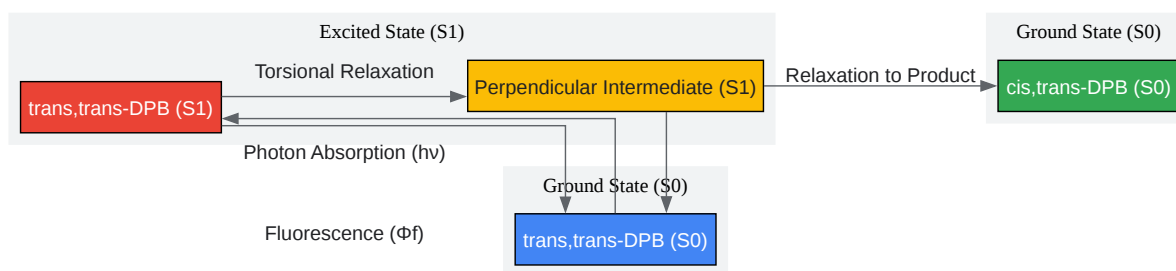 Excited State (S1)
Ground State (S0)
Torsional Relaxation
trans,trans-DPB (S1)
Perpendicular Intermediate (S1)
Relaxation to Product
cis,trans-DPB (S0)
Photon Absorption (hν)
Ground State (S0)
Fluorescence (Φf)
trans,trans-DPB (S0)